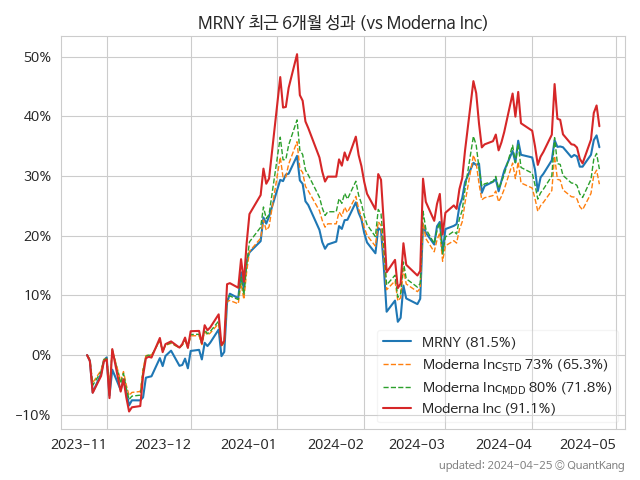 MRNY 최근 6개월 성과 (vs Moderna Inc)
50%
40%
30%
20%
10%
0%
−10%
MRNY (81.5%)
Moderna Inc_STD 73% (65.3%)
Moderna Inc_MDD 80% (71.8%)
Moderna Inc (91.1%)
2023-11 2023-12 2024-01 2024-02 2024-03 2024-04 2024-05
updated: 2024-04-25 © QuantKang